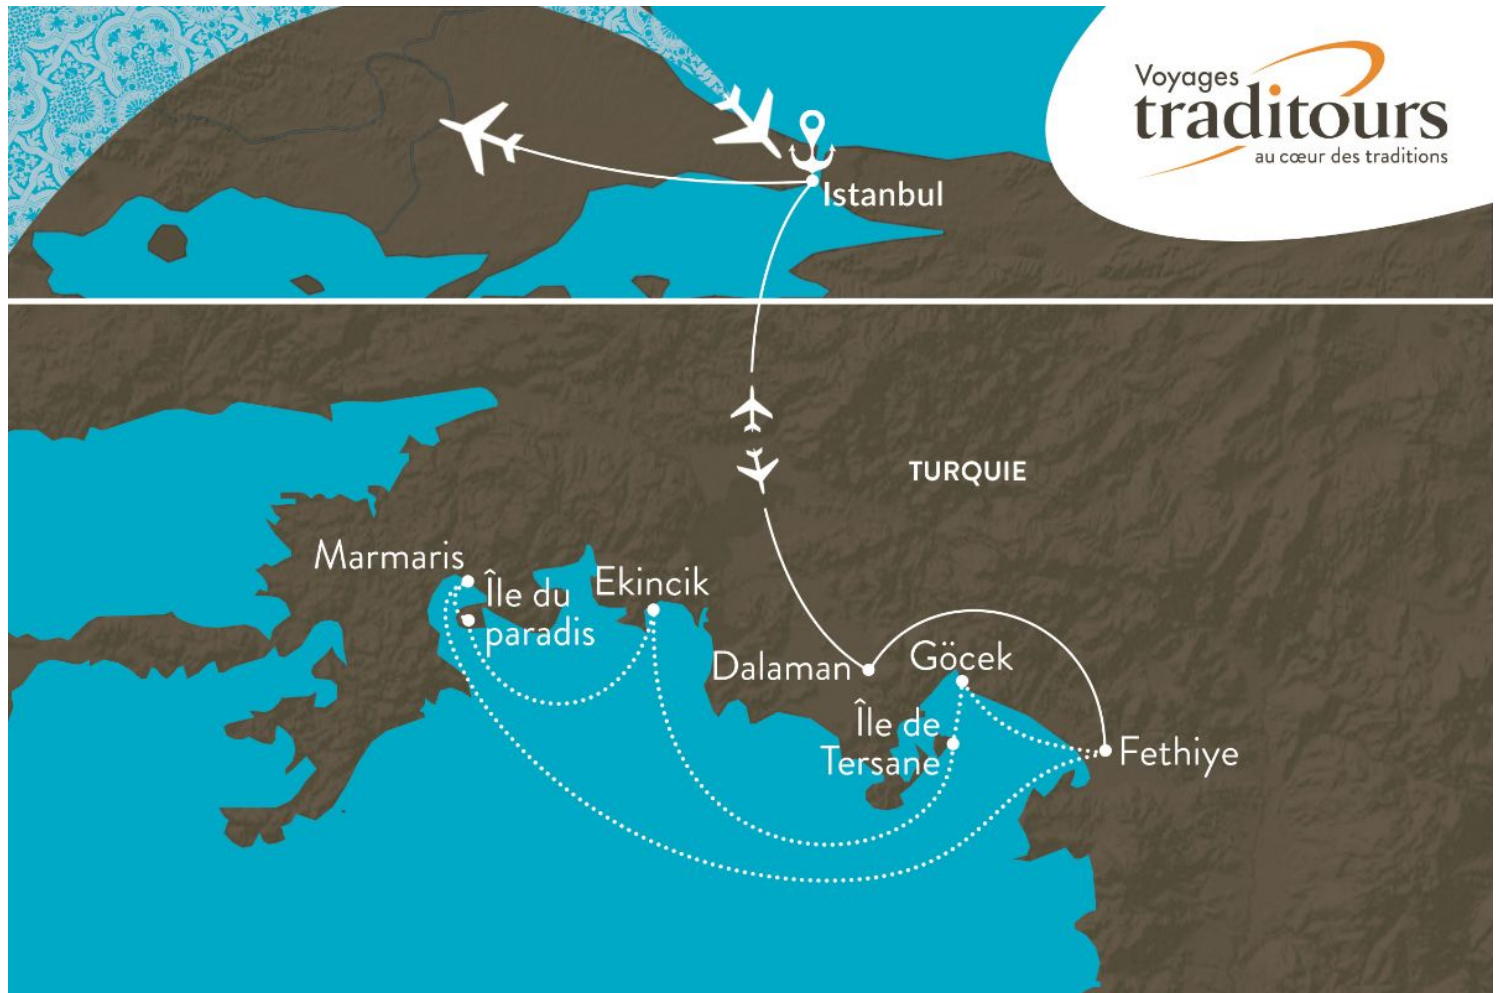 Voyages
traditours
au cœur des traditions
Istanbul
TURQUIE
Marmaris
Île du
paradis
Ekincik
Dalaman
Göcek
Île de
Tersane
Fethiye